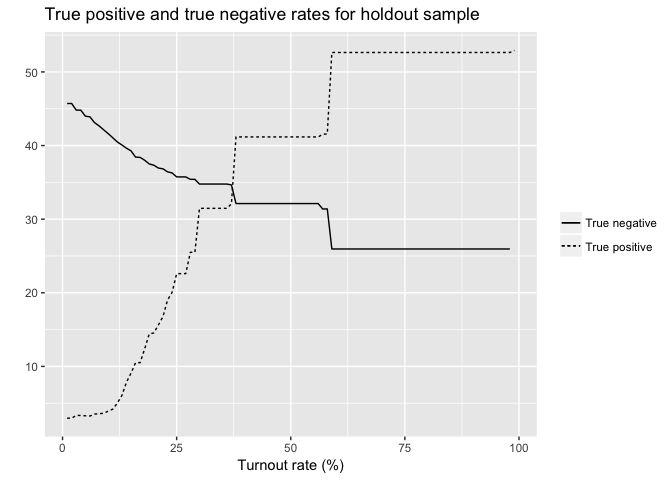 True positive and true negative rates for holdout sample
50
40
30
20
10
0 25 50 75 100
Turnout rate (%)
True negative
True positive